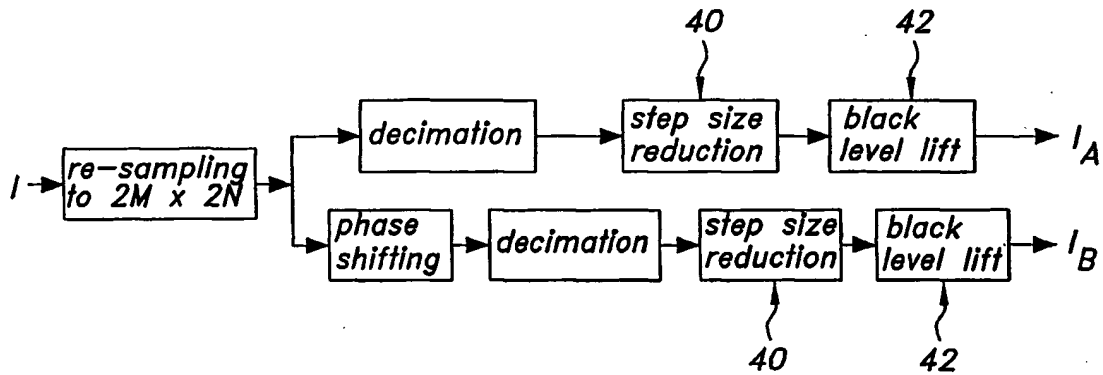 40
42
decimation
step size
reduction
black
level lift
I_A
I
re-sampling
to 2M x 2N
phase
shifting
decimation
step size
reduction
black
level lift
I_B
40
42